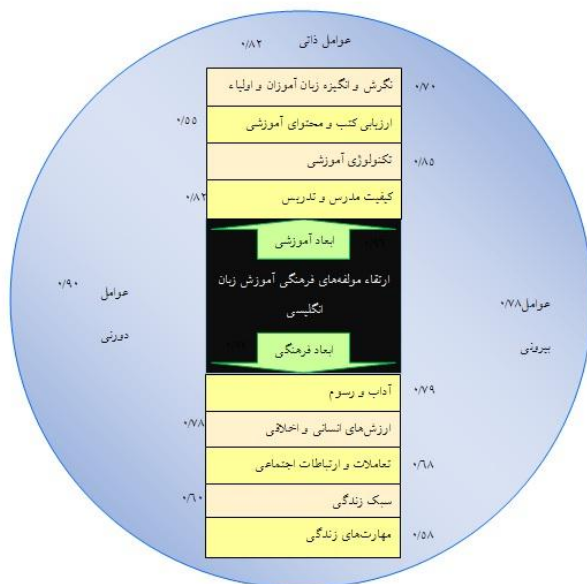 عوامل ذاتی
۰/۸۲
نگرش و انگیزه زبان آموزان و اولیاء
۰/۷۰
ارزیابی کتب و محتوای آموزشی
۰/۵۵
تکنولوژی آموزشی
۰/۸۵
کیفیت مدرس و تدریس
۰/۸۲
ابعاد آموزشی
ارتقاء مولفه‌های فرهنگی آموزش زبان
انگلیسی
عوامل۰/۷۸
بیرونی
۰/۹۰
عوامل
دورنی
ابعاد فرهنگی
آداب و رسوم
۰/۷۹
ارزش‌های انسانی و اخلاقی
۰/۷۸
تعاملات و ارتباطات اجتماعی
۰/۶۸
سبک زندگی
۰/۶۰
مهارت‌های زندگی
۰/۵۸